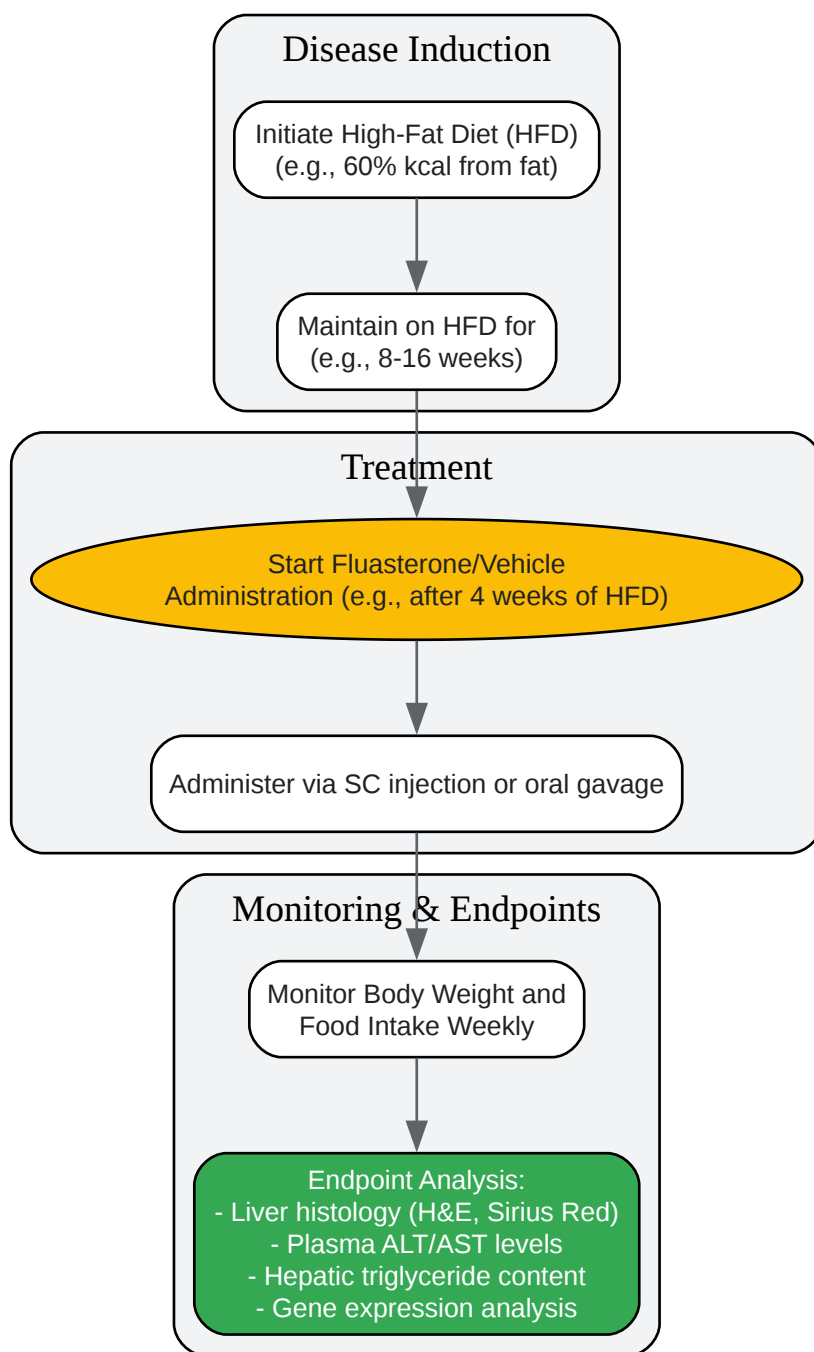 Disease Induction
Initiate High-Fat Diet (HFD)
(e.g., 60% kcal from fat)
Maintain on HFD for
(e.g., 8-16 weeks)
Treatment
Start Fluasterone/Vehicle
Administration (e.g., after 4 weeks of HFD)
Administer via SC injection or oral gavage
Monitoring & Endpoints
Monitor Body Weight and
Food Intake Weekly
Endpoint Analysis:
- Liver histology (H&E, Sirius Red)
- Plasma ALT/AST levels
- Hepatic triglyceride content
- Gene expression analysis